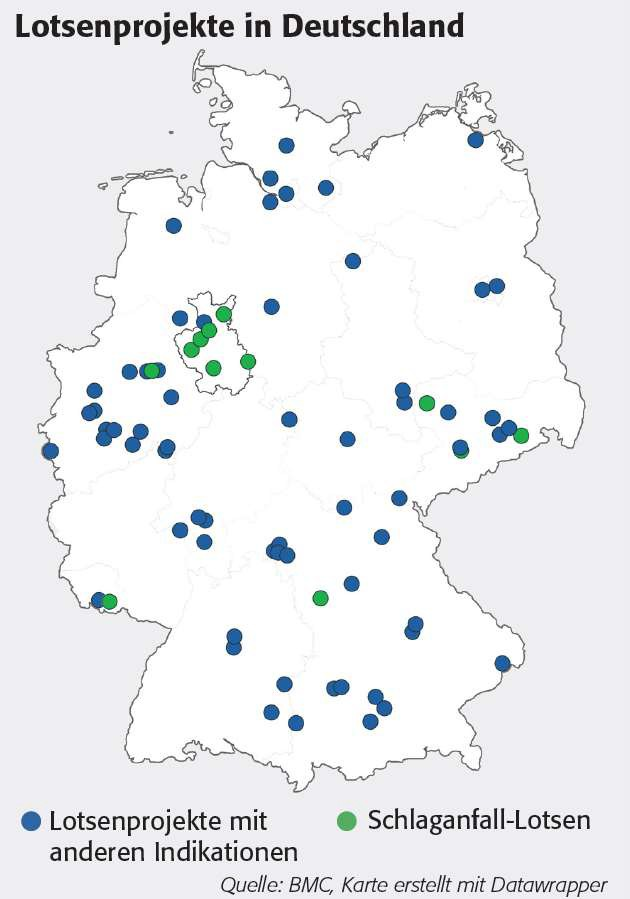 Lotsenprojekte in Deutschland
Lotsenprojekte mit
anderen Indikationen
Schlaganfall-Lotsen
Quelle: BMC, Karte erstellt mit Datawrapper